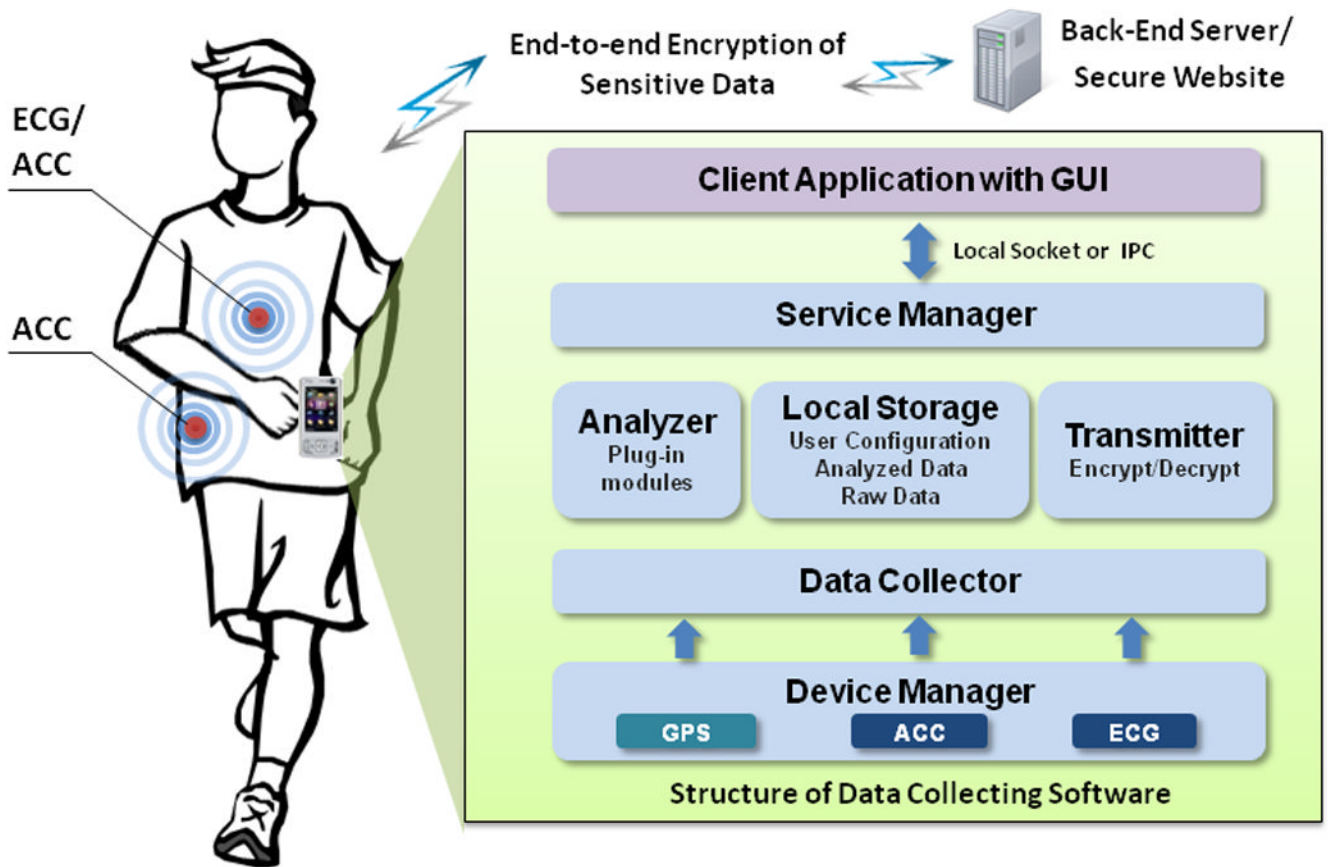 End-to-end Encryption of
Sensitive Data
Back-End Server/
Secure Website
ECG/
ACC
ACC
Client Application with GUI
Local Socket or IPC
Service Manager
Analyzer
Plug-in
modules
Local Storage
User Configuration
Analyzed Data
Raw Data
Transmitter
Encrypt/Decrypt
Data Collector
Device Manager
GPS
ACC
ECG
Structure of Data Collecting Software